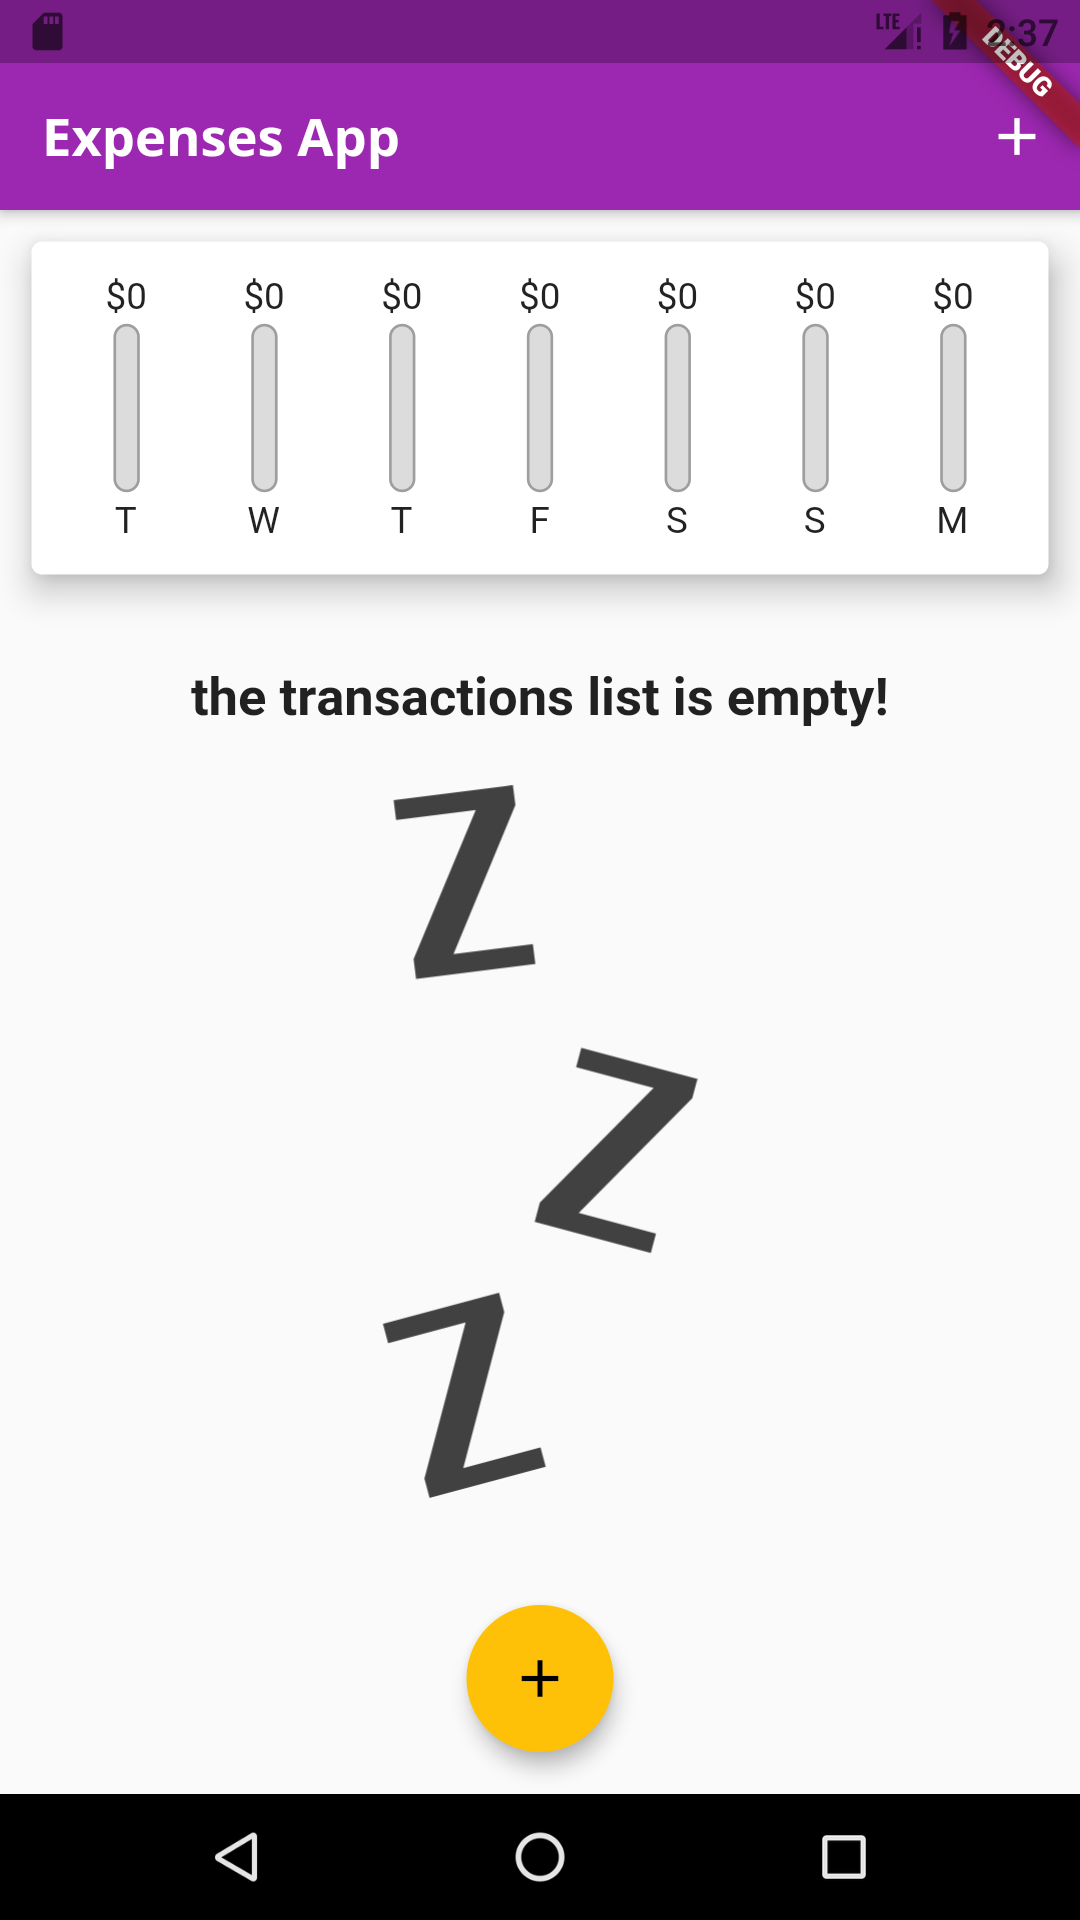 LTE 2:37
DEBUG
Expenses App
$0 $0 $0 $0 $0 $0 $0
T W T F S S M
the transactions list is empty!
Z
Z
Z